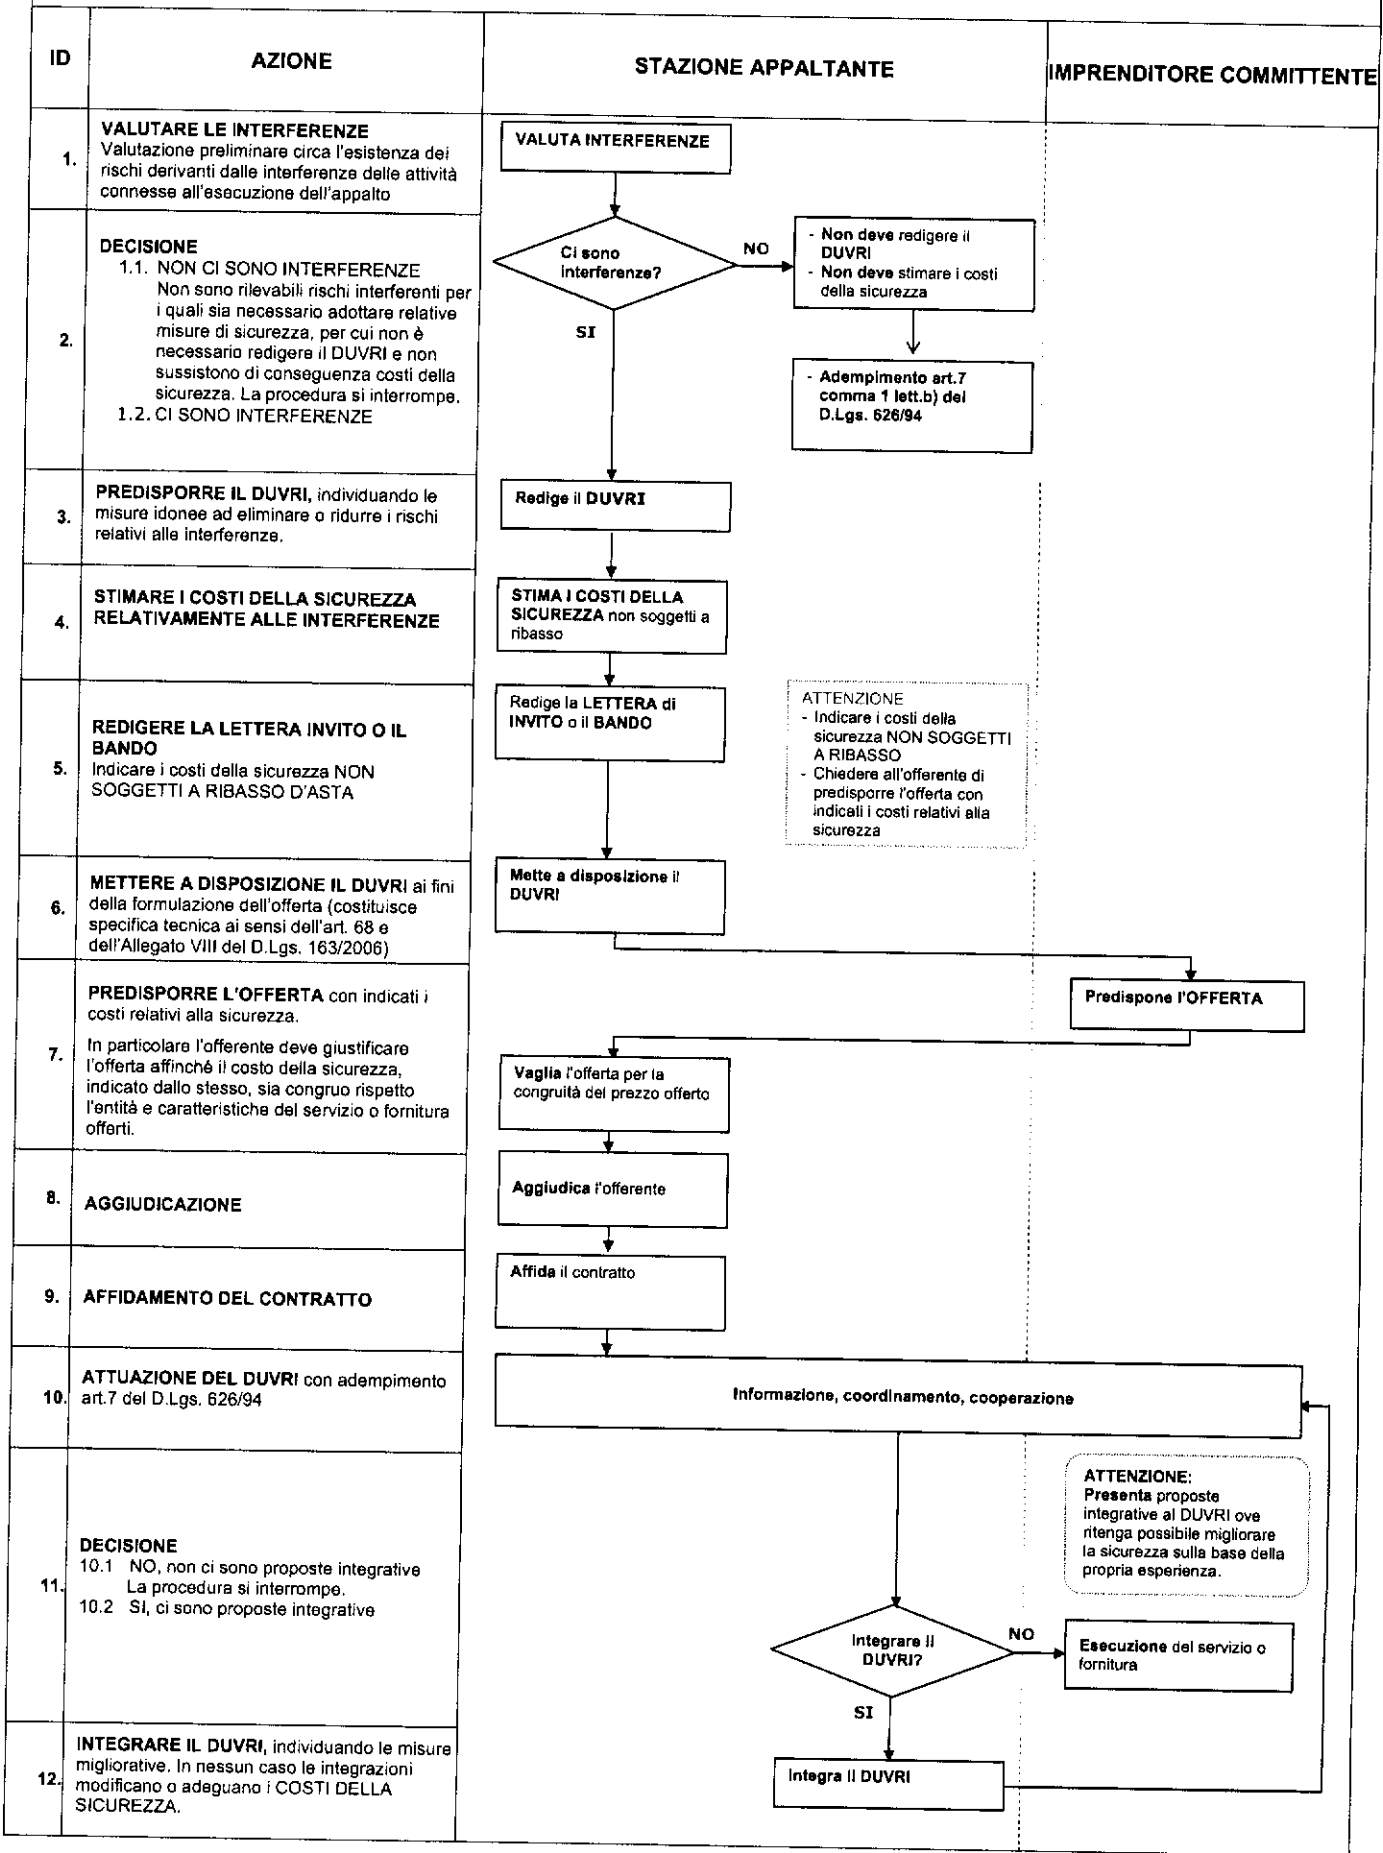 ID
AZIONE
STAZIONE APPALTANTE
IMPRENDITORE COMMITTENTE
1.
VALUTARE LE INTERFERENZE
Valutazione preliminare circa l'esistenza dei
rischi derivanti dalle interferenze delle attività
connesse all'esecuzione dell'appalto
VALUTA INTERFERENZE
2.
DECISIONE
1.1. NON CI SONO INTERFERENZE
Non sono rilevabili rischi interferenti per
i quali sia necessario adottare relative
misure di sicurezza, per cui non è
necessario redigere il DUVRI e non
sussistono di conseguenza costi della
sicurezza. La procedura si interrompe.
1.2. CI SONO INTERFERENZE
Ci sono
interferenze?
NO
SI
- Non deve redigere il
DUVRI
- Non deve stimare i costi
della sicurezza
- Adempimento art.7
comma 1 lett.b) del
D.Lgs. 626/94
3.
PREDISPORRE IL DUVRI, individuando le
misure idonee ad eliminare o ridurre i rischi
relativi alle interferenze.
Redige il DUVRI
4.
STIMARE I COSTI DELLA SICUREZZA
RELATIVAMENTE ALLE INTERFERENZE
STIMA I COSTI DELLA
SICUREZZA non soggetti a
ribasso
5.
REDIGERE LA LETTERA INVITO O IL
BANDO
Indicare i costi della sicurezza NON
SOGGETTI A RIBASSO D'ASTA
Redige la LETTERA di
INVITO o il BANDO
ATTENZIONE
- Indicare i costi della
sicurezza NON SOGGETTI
A RIBASSO
- Chiedere all'offerente di
predisporre l'offerta con
indicati i costi relativi alla
sicurezza
6.
METTERE A DISPOSIZIONE IL DUVRI ai fini
della formulazione dell'offerta (costituisce
specifica tecnica ai sensi dell'art. 68 e
dell'Allegato VIII del D.Lgs. 163/2006)
Mette a disposizione il
DUVRI
7.
PREDISPORRE L'OFFERTA con indicati i
costi relativi alla sicurezza.
In particolare l'offerente deve giustificare
l'offerta affinché il costo della sicurezza,
indicato dallo stesso, sia congruo rispetto
l'entità e caratteristiche del servizio o fornitura
offerti.
Predispone l'OFFERTA
Vaglia l'offerta per la
congruità del prezzo offerto
8.
AGGIUDICAZIONE
Aggiudica l'offerente
9.
AFFIDAMENTO DEL CONTRATTO
Affida il contratto
10.
ATTUAZIONE DEL DUVRI con adempimento
art.7 del D.Lgs. 626/94
Informazione, coordinamento, cooperazione
11.
DECISIONE
10.1 NO, non ci sono proposte integrative
La procedura si interrompe.
10.2 SI, ci sono proposte integrative
ATTENZIONE:
Presenta proposte
integrative al DUVRI ove
ritenga possibile migliorare
la sicurezza sulla base della
propria esperienza.
Integrare il
DUVRI?
NO
SI
Esecuzione del servizio o
fornitura
12.
INTEGRARE IL DUVRI, individuando le misure
migliorative. In nessun caso le integrazioni
modificano o adeguano i COSTI DELLA
SICUREZZA.
Integra il DUVRI